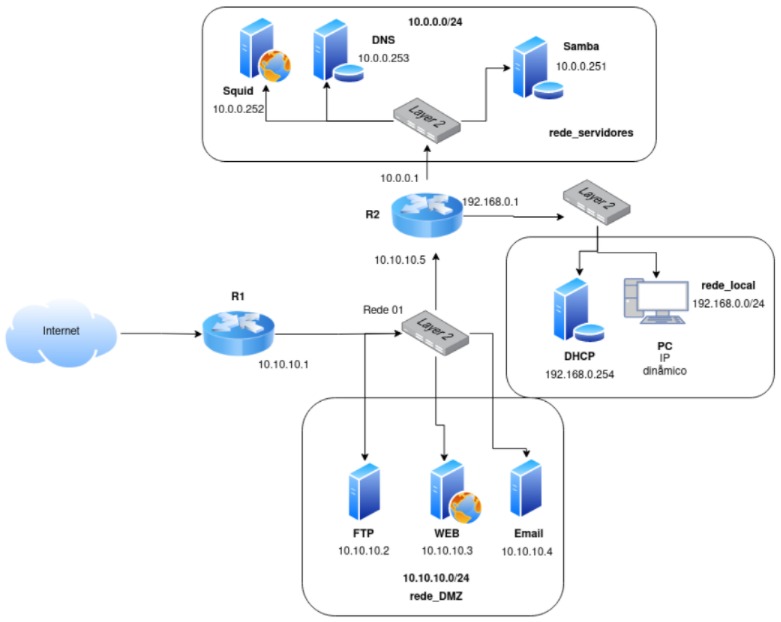 10.0.0.0/24
DNS
10.0.0.253
Samba
10.0.0.251
Squid
10.0.0.252
Layer 2
rede_servidores
10.0.0.1
192.168.0.1
R2
Layer 2
10.10.10.5
rede_local
192.168.0.0/24
DHCP
192.168.0.254
PC
IP
dinâmico
Internet
R1
10.10.10.1
Rede 01
Layer 2
FTP
10.10.10.2
WEB
10.10.10.3
Email
10.10.10.4
10.10.10.0/24
rede_DMZ